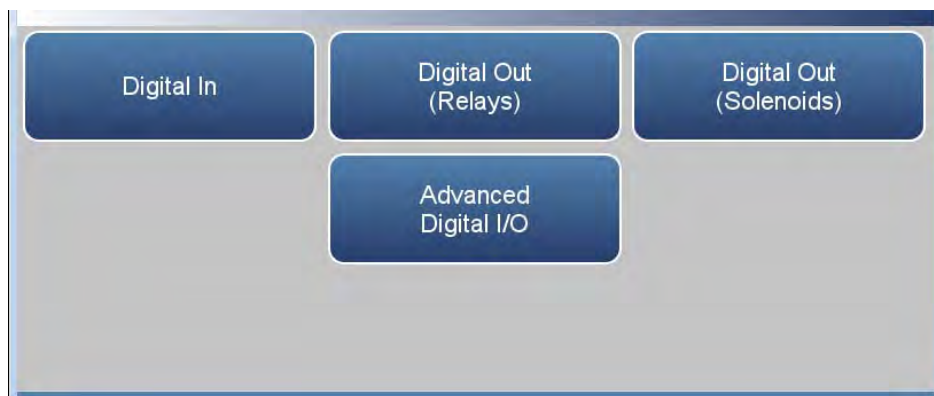 Digital In
Digital Out
(Relays)
Digital Out
(Solenoids)
Advanced
Digital I/O